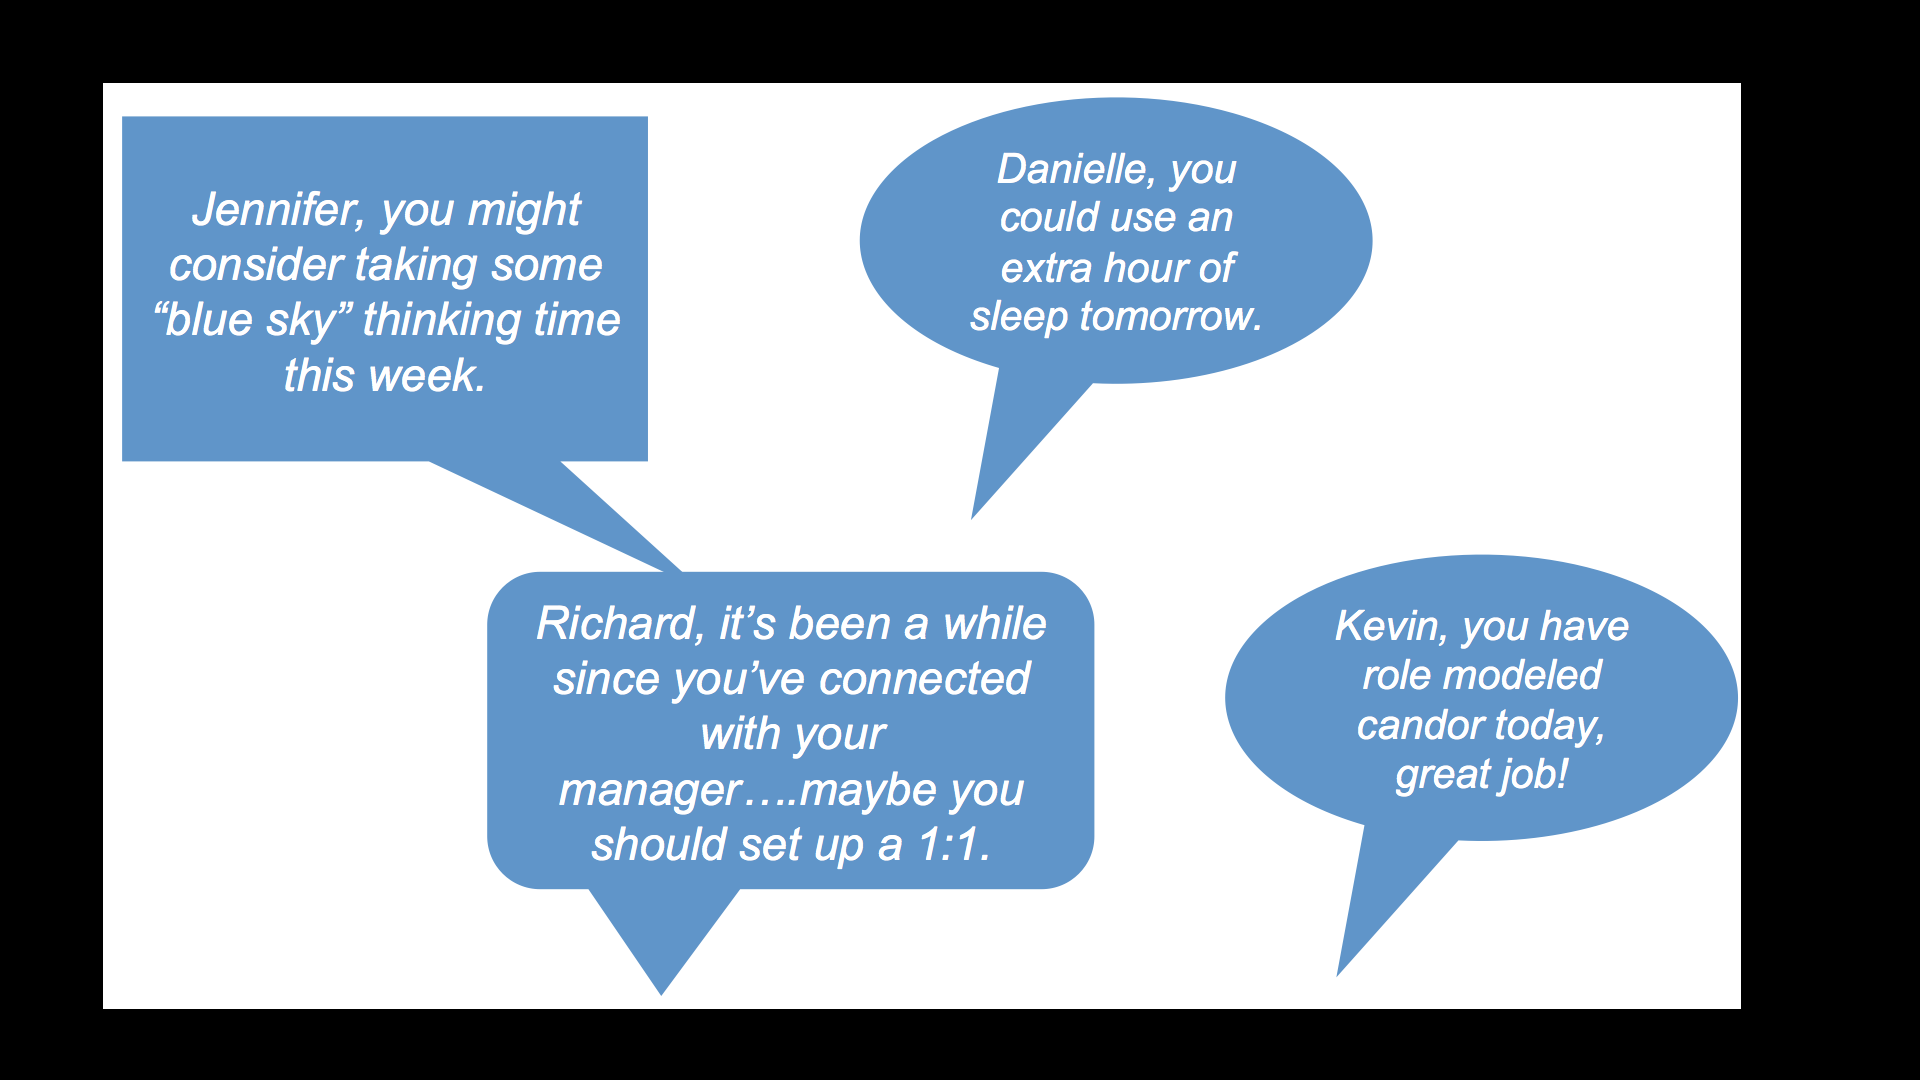 Jennifer, you might
consider taking some
“blue sky” thinking time
this week.
Danielle, you
could use an
extra hour of
sleep tomorrow.
Richard, it’s been a while
since you’ve connected
with your
manager….maybe you
should set up a 1:1.
Kevin, you have
role modeled
candor today,
great job!